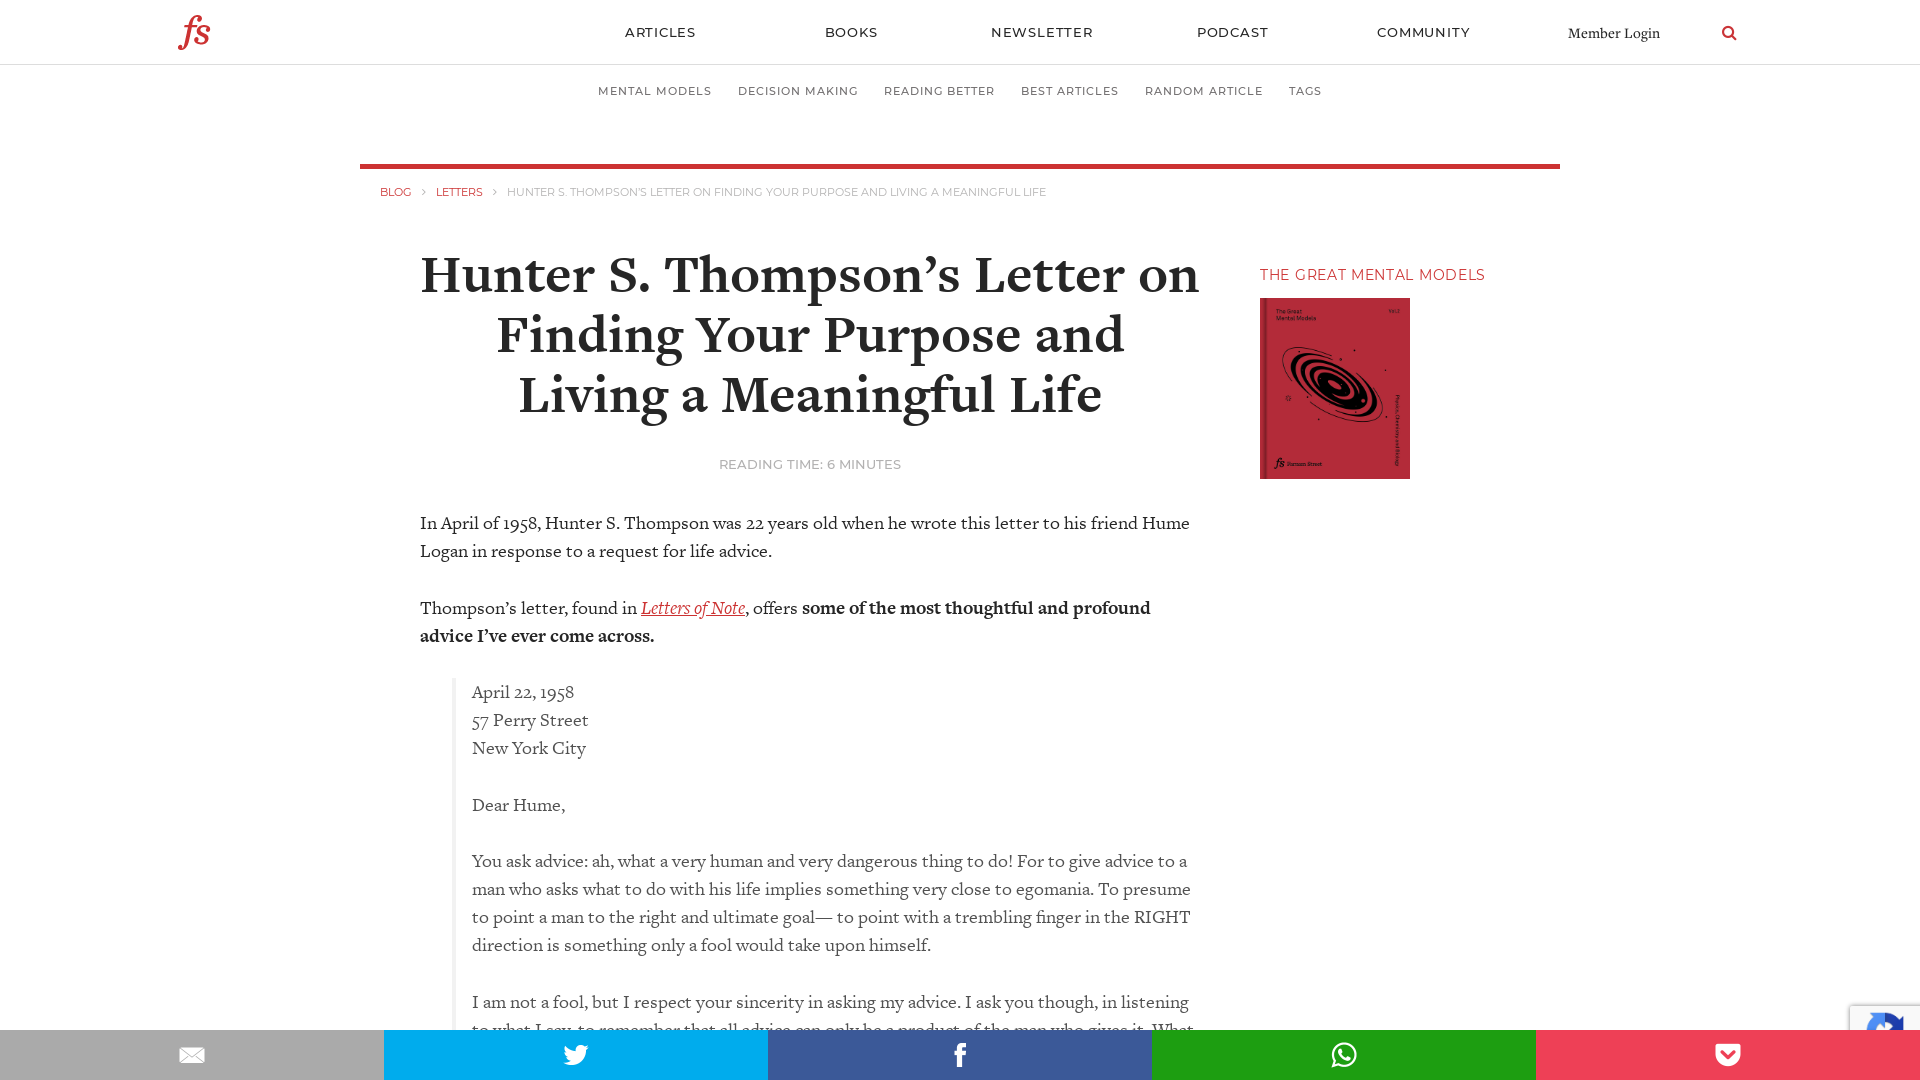 fs
ARTICLES
BOOKS
NEWSLETTER
PODCAST
COMMUNITY
Member Login
MENTAL MODELS
DECISION MAKING
READING BETTER
BEST ARTICLES
RANDOM ARTICLE
TAGS
BLOG > LETTERS > HUNTER S. THOMPSON’S LETTER ON FINDING YOUR PURPOSE AND LIVING A MEANINGFUL LIFE
Hunter S. Thompson’s Letter on
Finding Your Purpose and
Living a Meaningful Life
READING TIME: 6 MINUTES
In April of 1958, Hunter S. Thompson was 22 years old when he wrote this letter to his friend Hume
Logan in response to a request for life advice.
Thompson’s letter, found in Letters of Note, offers some of the most thoughtful and profound
advice I’ve ever come across.
April 22, 1958
57 Perry Street
New York City
Dear Hume,
You ask advice: ah, what a very human and very dangerous thing to do! For to give advice to a
man who asks what to do with his life implies something very close to egomania. To presume
to point a man to the right and ultimate goal— to point with a trembling finger in the RIGHT
direction is something only a fool would take upon himself.
I am not a fool, but I respect your sincerity in asking my advice. I ask you though, in listening
to what I say, to remember that all advice can only be a product of the man who gives it. What
THE GREAT MENTAL MODELS
The Great
Mental Models
Physics, Chemistry and Biology
fs Farnam Street